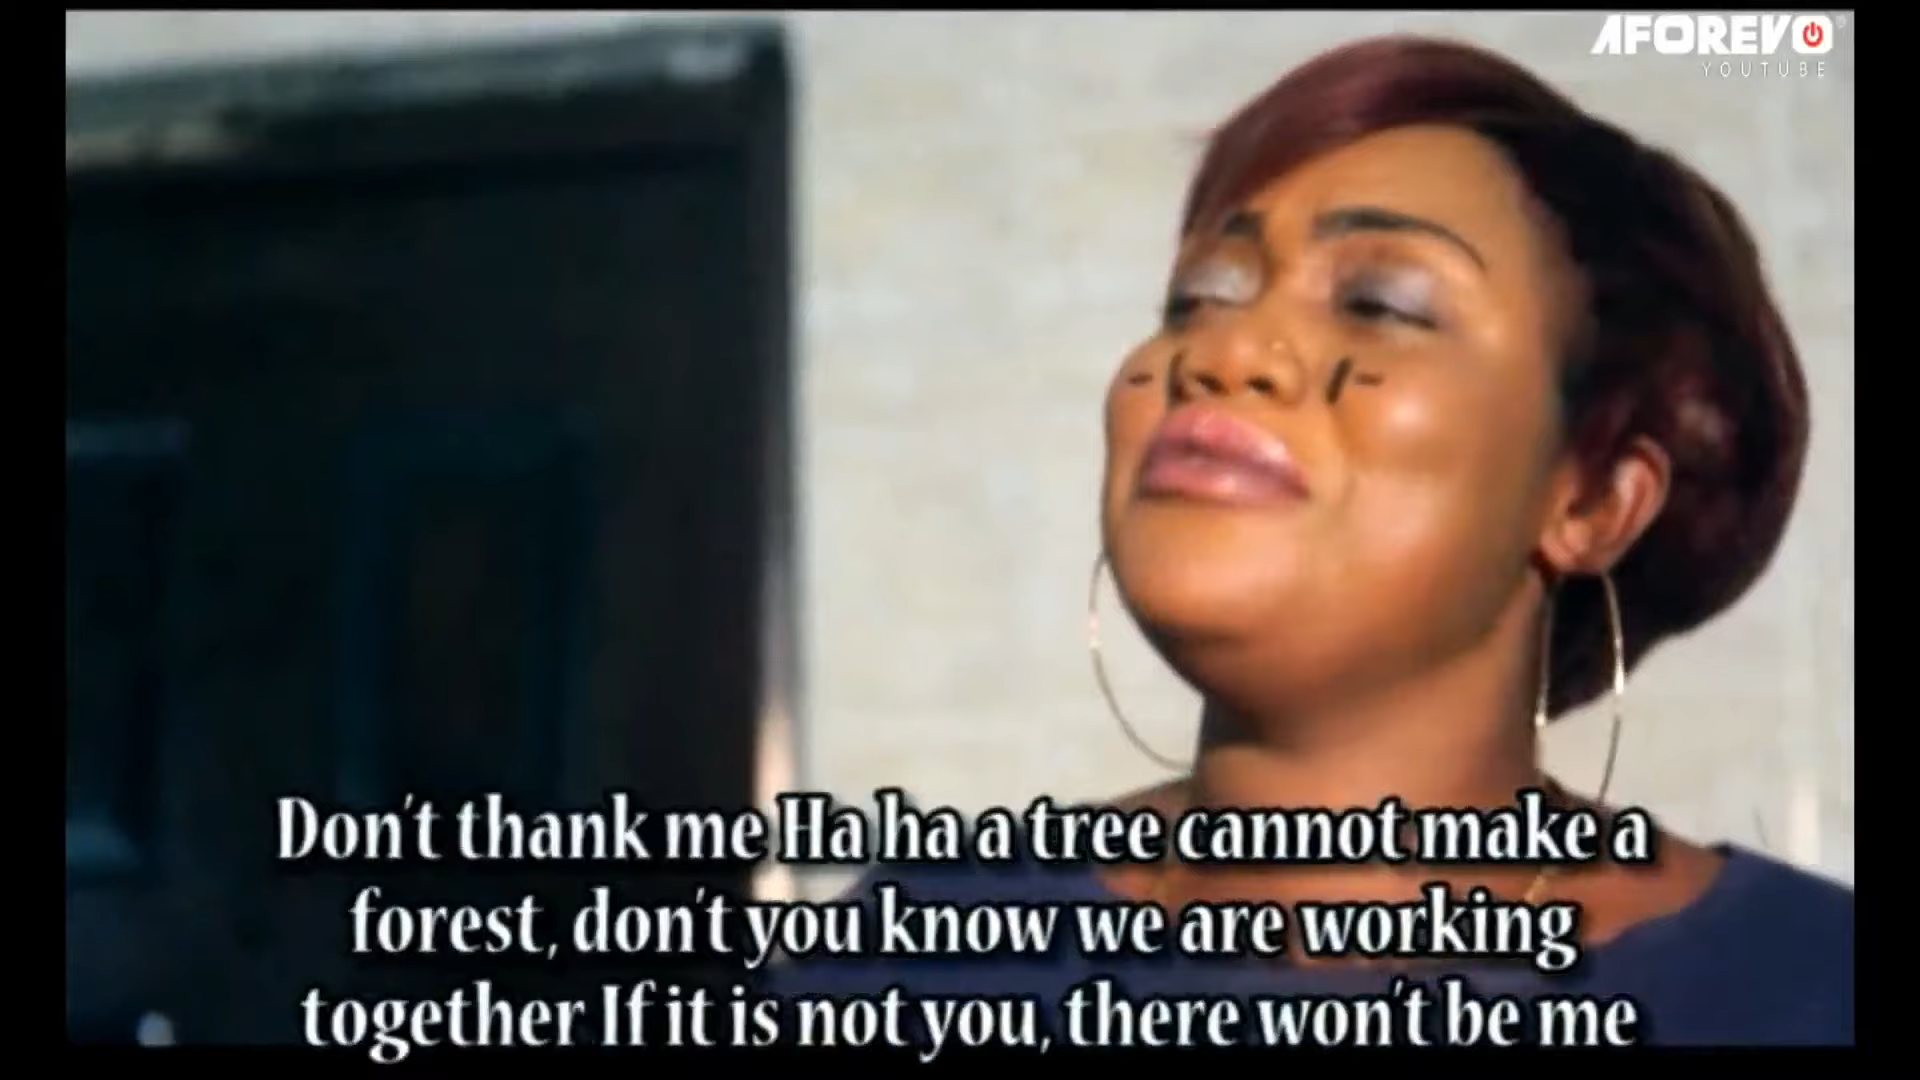 AFOREVO
YOUTUBE
Don't thank me Ha ha a tree cannot make a
forest, don't you know we are working
together If it is not you, there won't be me